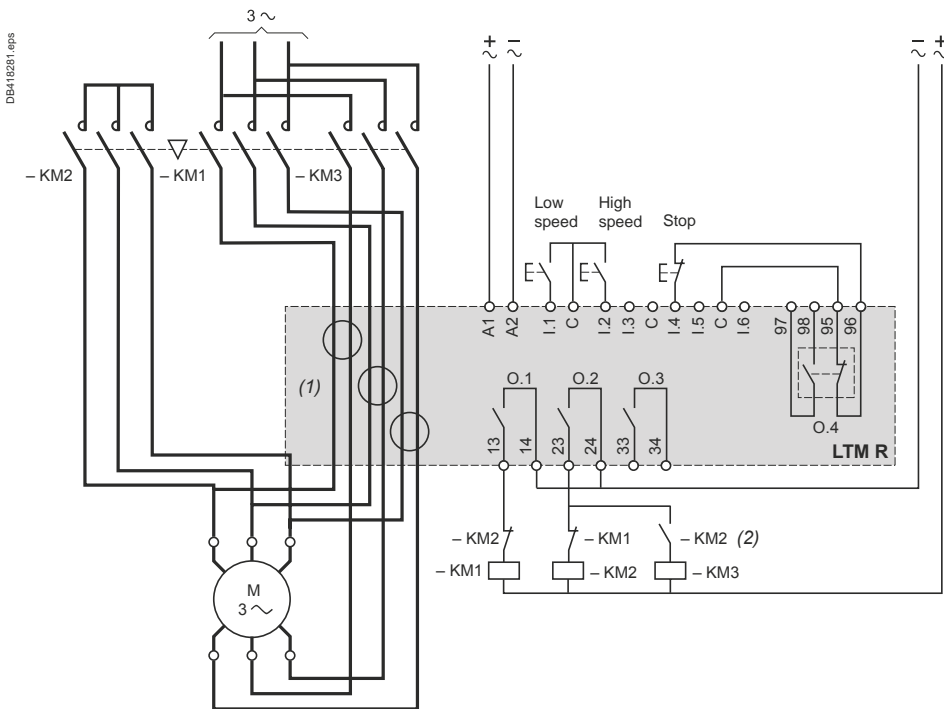 DB418281.eps
3 ∼
+ − − +
∼ ∼ ∼ ∼
– KM2 – KM1 – KM3
Low speed
High speed
Stop
A1 A2 I.1 C I.2 I.3 C I.4 I.5 C I.6 97 98 95 96
(1)
O.1 O.2 O.3
O.4
13 14 23 24 33 34
LTM R
– KM2 – KM1 – KM2 (2)
– KM1 – KM2 – KM3
M
3 ∼